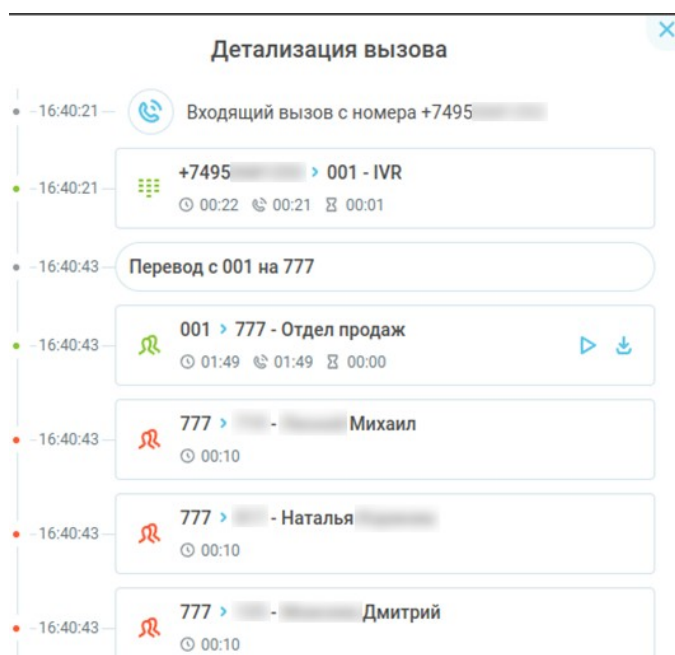 Детализация вызова
16:40:21
Входящий вызов с номера +7495
16:40:21
+7495 > 001 - IVR
00:22 00:21 00:01
16:40:43
Перевод с 001 на 777
16:40:43
001 > 777 - Отдел продаж
01:49 01:49 00:00
16:40:43
777 > - Михаил
00:10
16:40:43
777 > - Наталья
00:10
16:40:43
777 > - Дмитрий
00:10